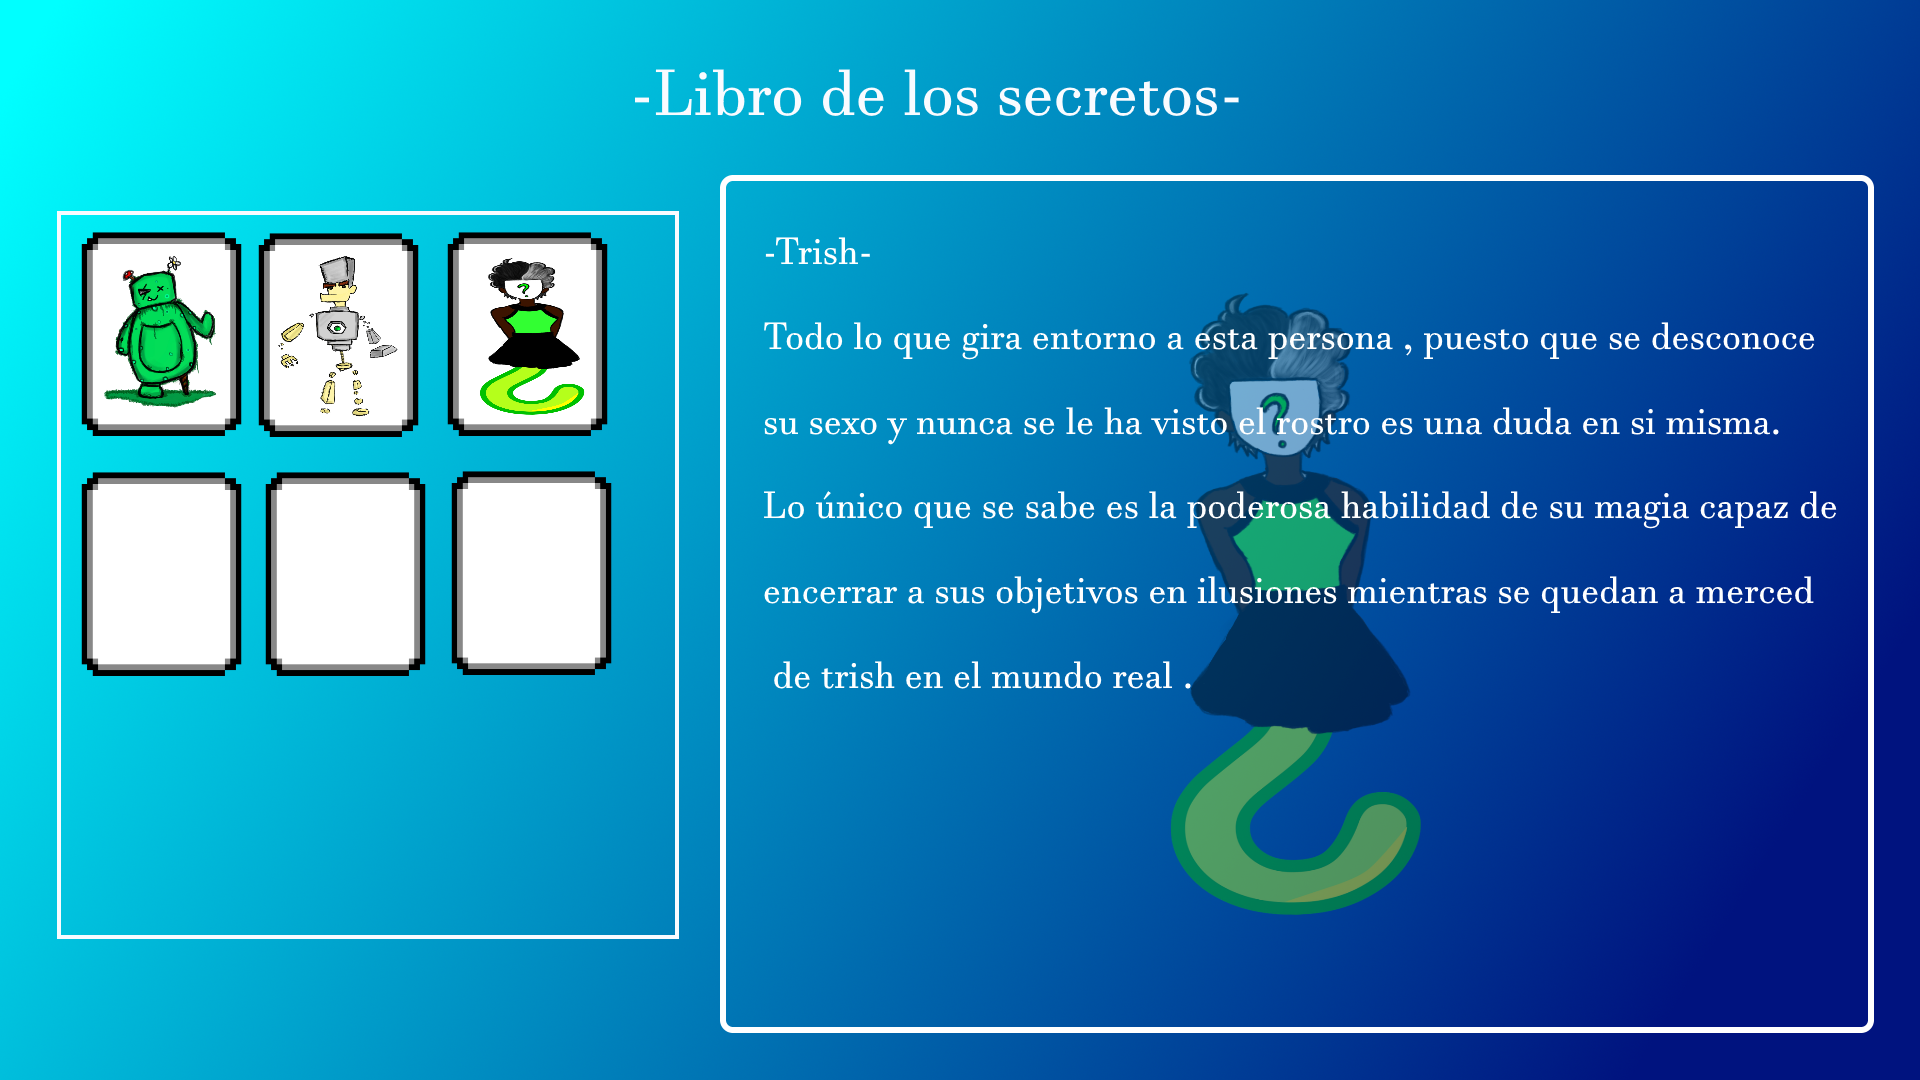 -Libro de los secretos-
-Trish-
Todo lo que gira entorno a esta persona , puesto que se desconoce
su sexo y nunca se le ha visto el rostro es una duda en si misma.
Lo único que se sabe es la poderosa habilidad de su magia capaz de
encerrar a sus objetivos en ilusiones mientras se quedan a merced
de trish en el mundo real .
?
?